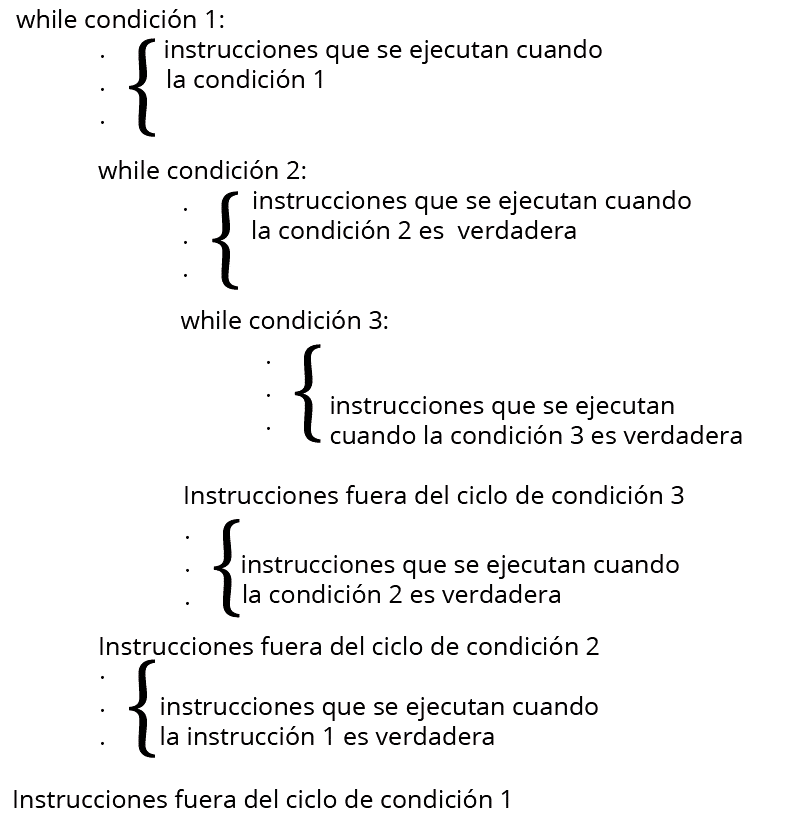 while condición 1:
instrucciones que se ejecutan cuando
la condición 1
while condición 2:
instrucciones que se ejecutan cuando
la condición 2 es verdadera
while condición 3:
instrucciones que se ejecutan
cuando la condición 3 es verdadera
Instrucciones fuera del ciclo de condición 3
instrucciones que se ejecutan cuando
la condición 2 es verdadera
Instrucciones fuera del ciclo de condición 2
instrucciones que se ejecutan cuando
la instrucción 1 es verdadera
Instrucciones fuera del ciclo de condición 1